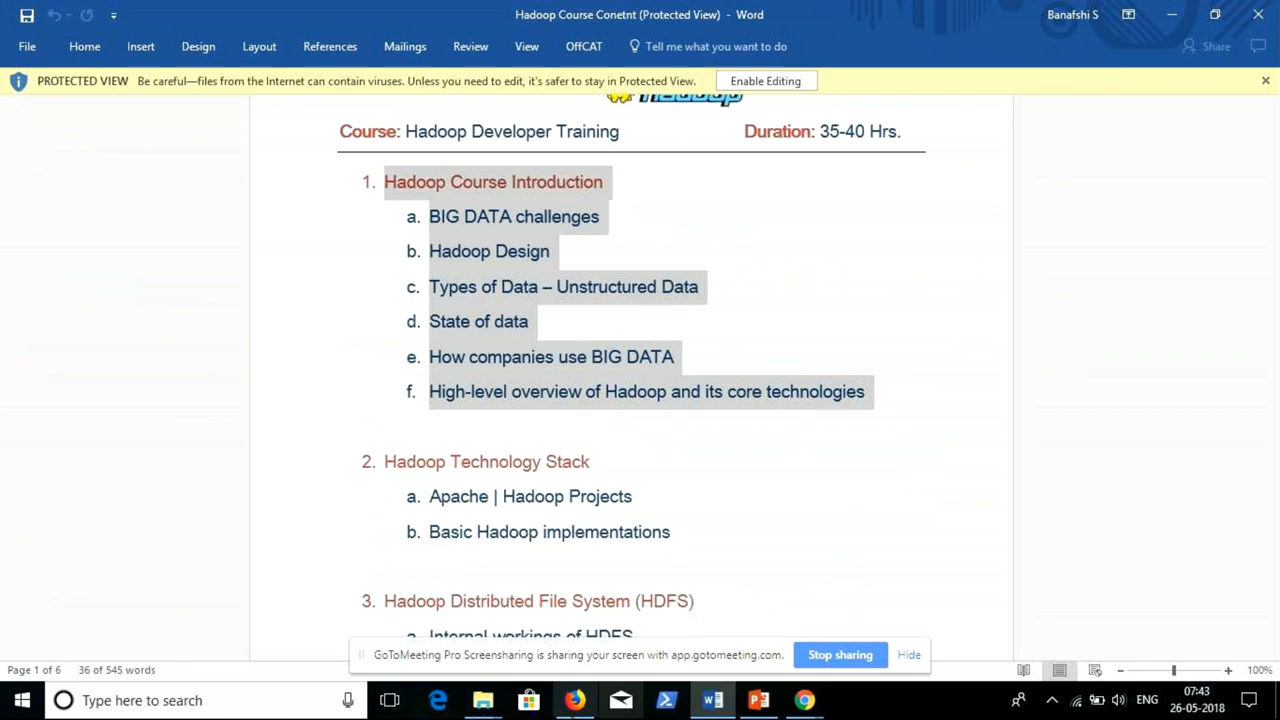 Hadoop Course Conetnt (Protected View) - Word
Banafshi S
File Home Insert Design Layout References Mailings Review View OffCAT Tell me what you want to do Share
PROTECTED VIEW Be careful—files from the Internet can contain viruses. Unless you need to edit, it's safer to stay in Protected View. Enable Editing
hadoop
Course: Hadoop Developer Training Duration: 35-40 Hrs.
1. Hadoop Course Introduction
a. BIG DATA challenges
b. Hadoop Design
c. Types of Data – Unstructured Data
d. State of data
e. How companies use BIG DATA
f. High-level overview of Hadoop and its core technologies
2. Hadoop Technology Stack
a. Apache | Hadoop Projects
b. Basic Hadoop implementations
3. Hadoop Distributed File System (HDFS)
a. Internal workings of HDFS
GoToMeeting Pro Screensharing is sharing your screen with app.gotomeeting.com. Stop sharing Hide
Page 1 of 6 36 of 545 words 100%
Type here to search
ENG
07:43
26-05-2018